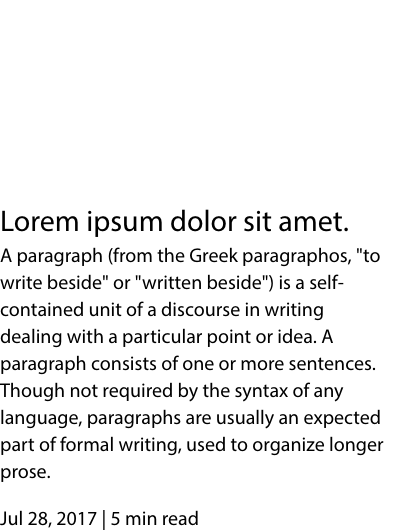 Lorem ipsum dolor sit amet.
A paragraph (from the Greek paragraphos, "to
write beside" or "written beside") is a self-
contained unit of a discourse in writing
dealing with a particular point or idea. A
paragraph consists of one or more sentences.
Though not required by the syntax of any
language, paragraphs are usually an expected
part of formal writing, used to organize longer
prose.
Jul 28, 2017 | 5 min read